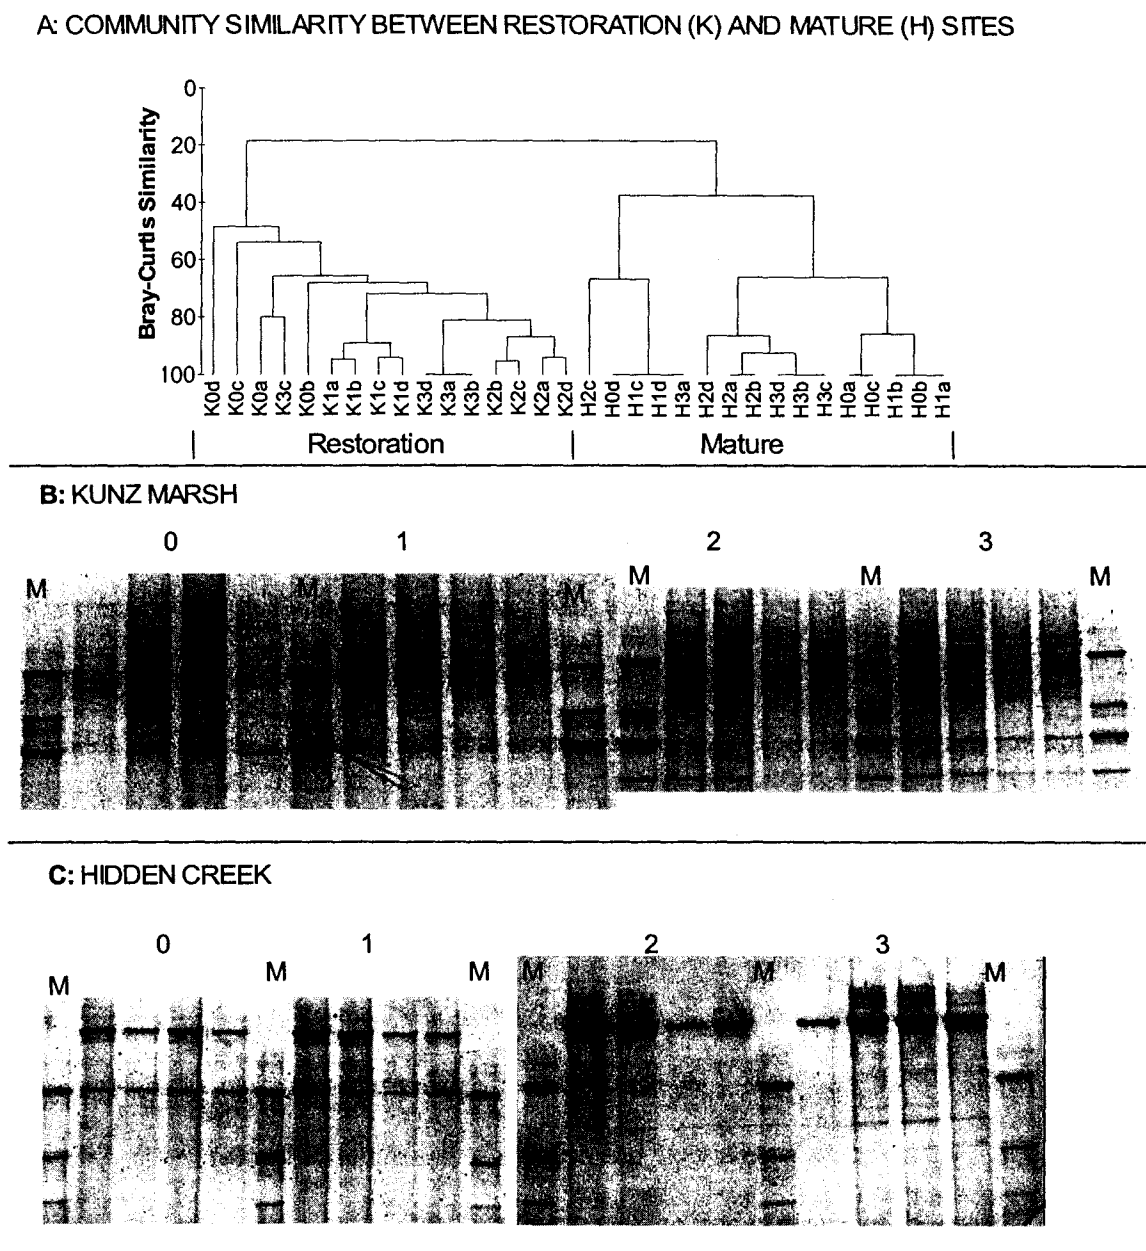 A: COMMUNITY SIMILARITY BETWEEN RESTORATION (K) AND MATURE (H) SITES
Bray-Curtis Similarity
0
20
40
60
80
100
K0d K0c K0a K3c K0b K1a K1b K1c K1d K3d K3a K3b K2b K2c K2a K2d H2c H0d H1c H1d H3a H2d H2a H2b H3d H3b H3c H0a H0c H1b H0b H1a
Restoration Mature
B: KUNZ MARSH
0 1 2 3
M M M M M M
C: HIDDEN CREEK
0 1 2 3
M M M M M M